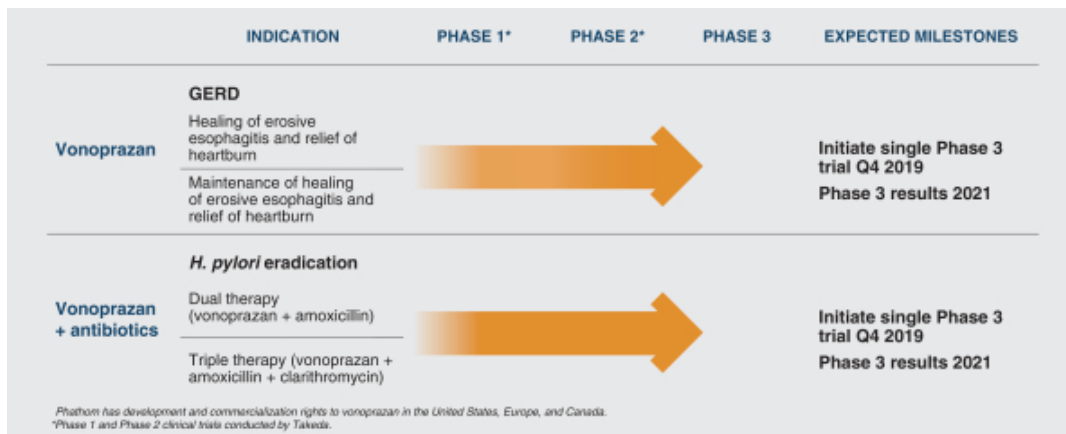 INDICATION PHASE 1* PHASE 2* PHASE 3 EXPECTED MILESTONES
Vonoprazan
GERD
Healing of erosive
esophagitis and relief of
heartburn
Maintenance of healing
of erosive esophagitis and
relief of heartburn
Initiate single Phase 3
trial Q4 2019
Phase 3 results 2021
Vonoprazan
+ antibiotics
H. pylori eradication
Dual therapy
(vonoprazan + amoxicillin)
Triple therapy (vonoprazan +
amoxicillin + clarithromycin)
Initiate single Phase 3
trial Q4 2019
Phase 3 results 2021
Phathom has development and commercialization rights to vonoprazan in the United States, Europe, and Canada.
*Phase 1 and Phase 2 clinical trials conducted by Takeda.